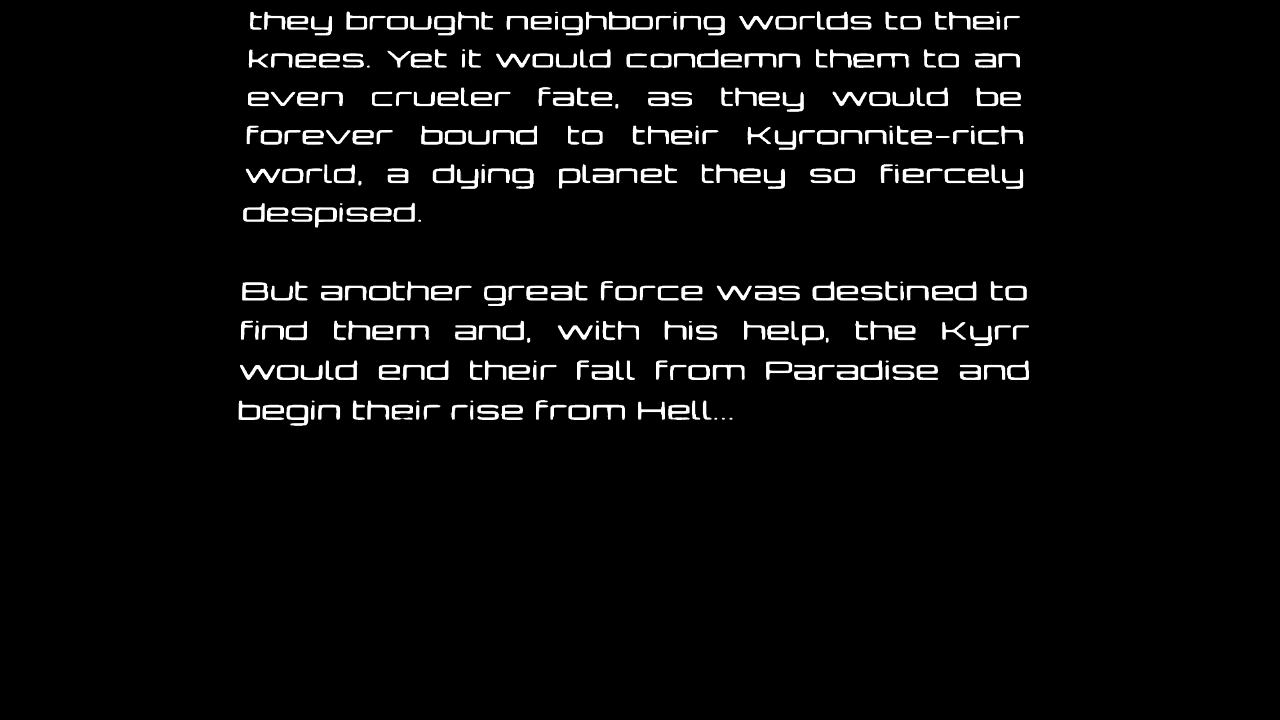 they brought neighboring worlds to their
knees. Yet it would condemn them to an
even crueler fate, as they would be
forever bound to their Kyronnite-rich
world, a dying planet they so fiercely
despised.
But another great force was destined to
find them and, with his help, the Kyrr
would end their fall from Paradise and
begin their rise from Hell...